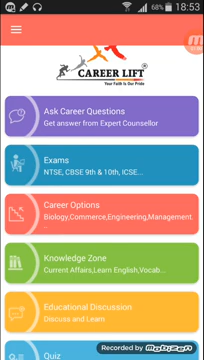 68% 18:53
CAREER LIFT
Your Faith is Our Pride
Ask Career Questions
Get answer from Expert Counsellor
Exams
NTSE, CBSE 9th & 10th, ICSE...
Career Options
Biology,Commerce,Engineering,Management.
..
Knowledge Zone
Current Affairs,Learn English,Vocab...
Educational Discussion
Discuss and Learn
Quiz
Recorded by Mobizen